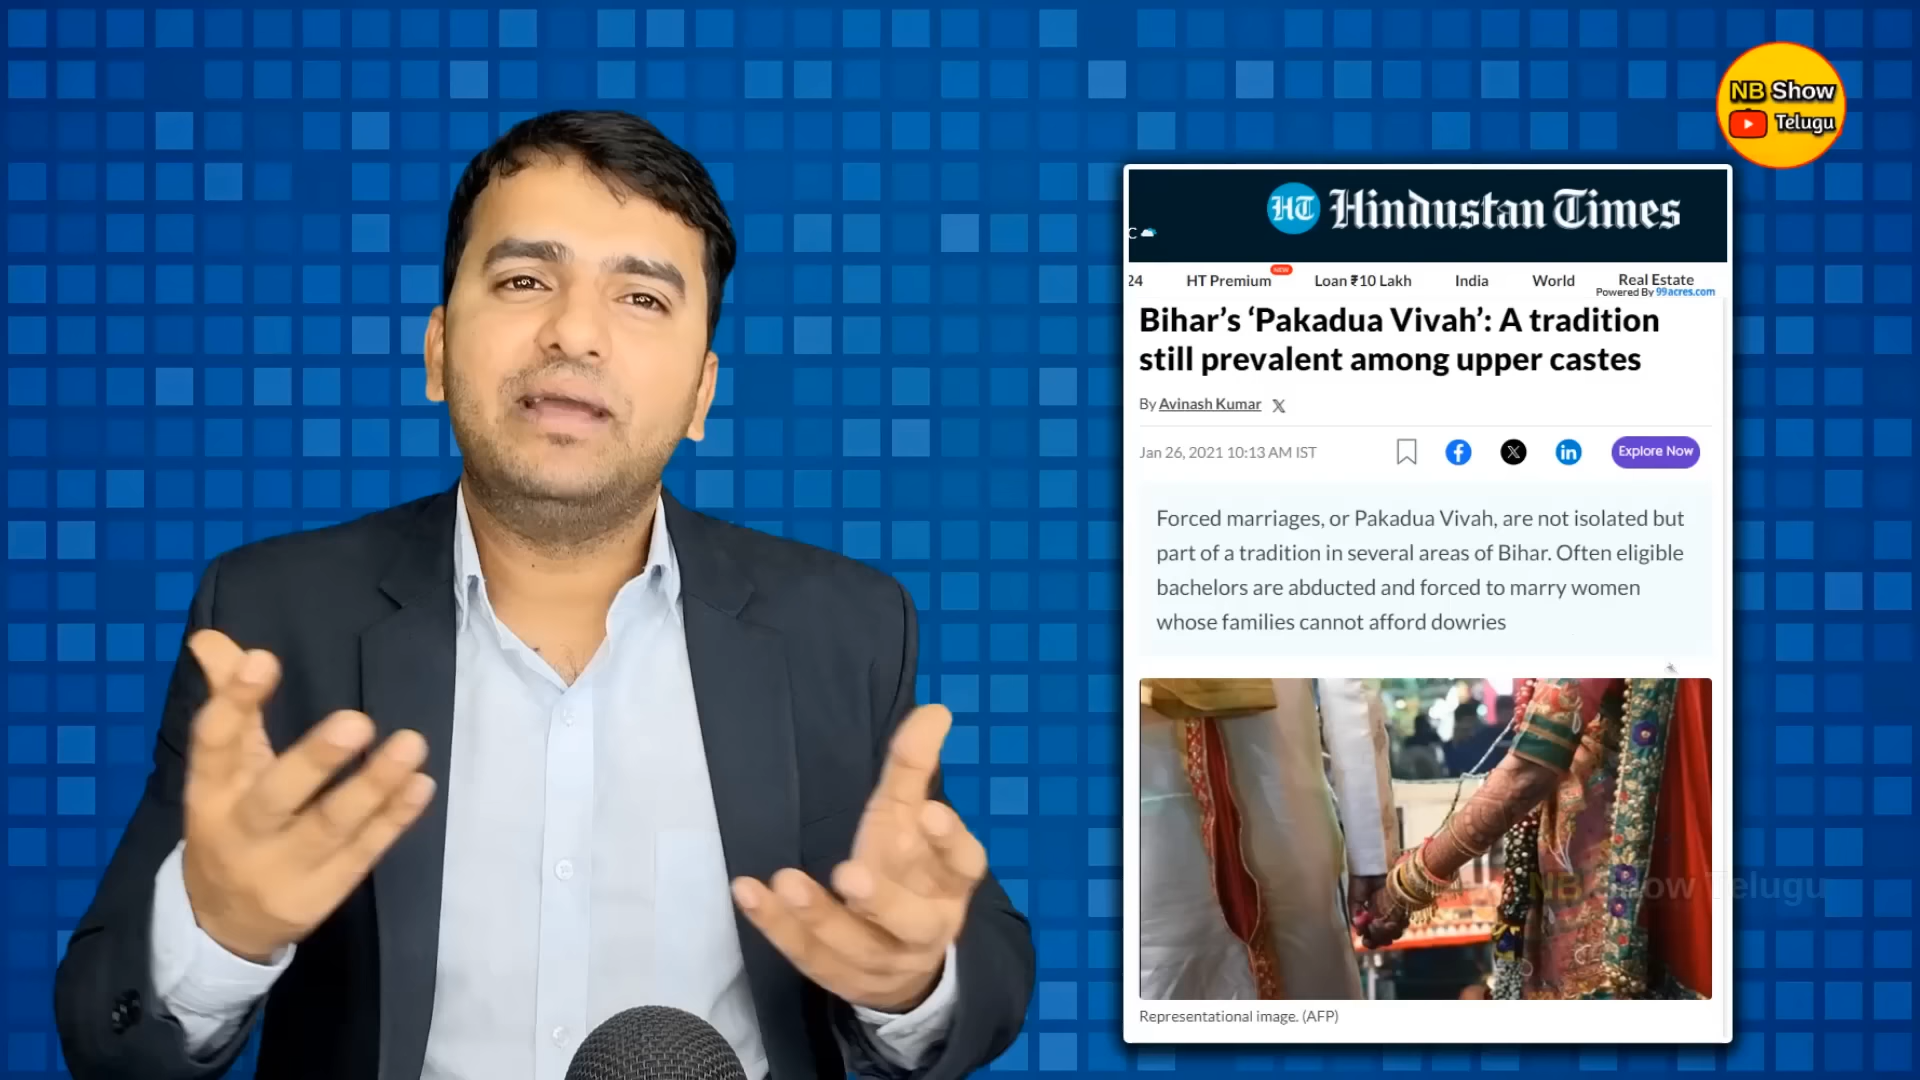 NB Show
Telugu
HT Hindustan Times
C
24 HT Premium NEW Loan ₹10 Lakh India World Real Estate
Powered By 99acres.com
Bihar's 'Pakadua Vivah': A tradition
still prevalent among upper castes
By Avinash Kumar
Jan 26, 2021 10:13 AM IST
Explore Now
Forced marriages, or Pakadua Vivah, are not isolated but
part of a tradition in several areas of Bihar. Often eligible
bachelors are abducted and forced to marry women
whose families cannot afford dowries
NB Show Telugu
Representational image. (AFP)